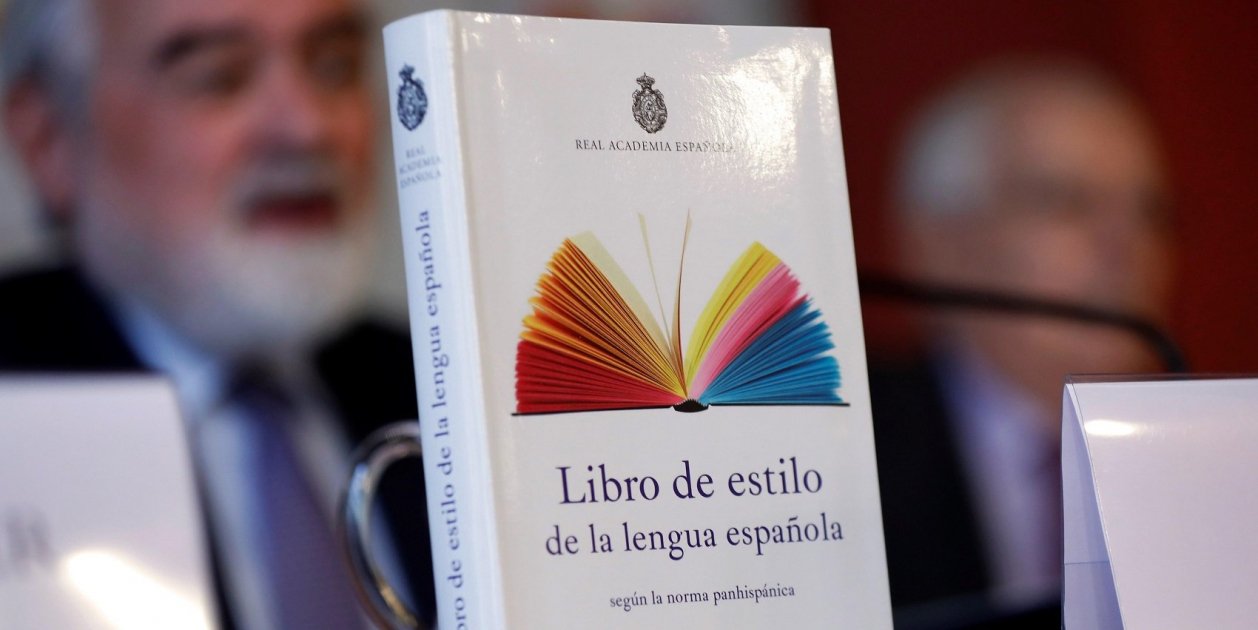 REAL
ACADEMIA
ESPAÑOLA
bro de estilo de la lengua española
REAL ACADEMIA ESPAÑOLA
Libro de estilo
de la lengua española
según la norma panhispánica